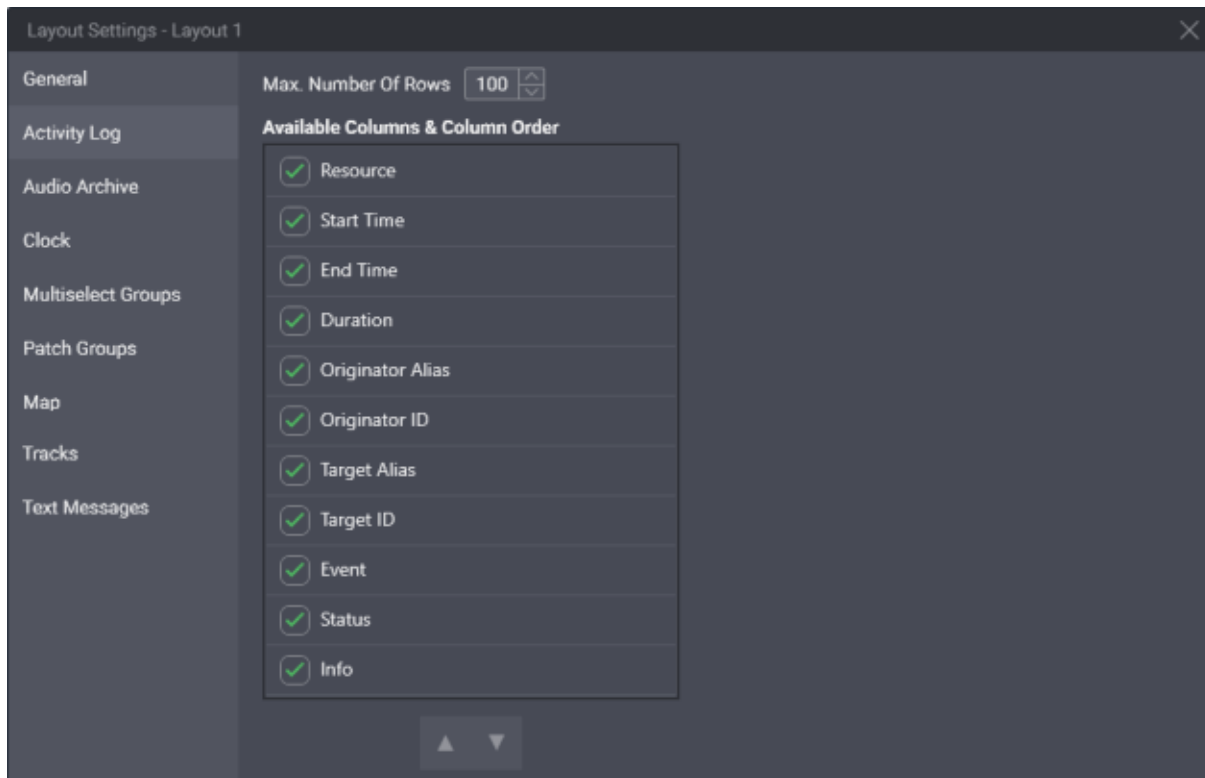 Layout Settings - Layout 1
General
Activity Log
Audio Archive
Clock
Multiselect Groups
Patch Groups
Map
Tracks
Text Messages
Max. Number Of Rows 100
Available Columns & Column Order
Resource
Start Time
End Time
Duration
Originator Alias
Originator ID
Target Alias
Target ID
Event
Status
Info